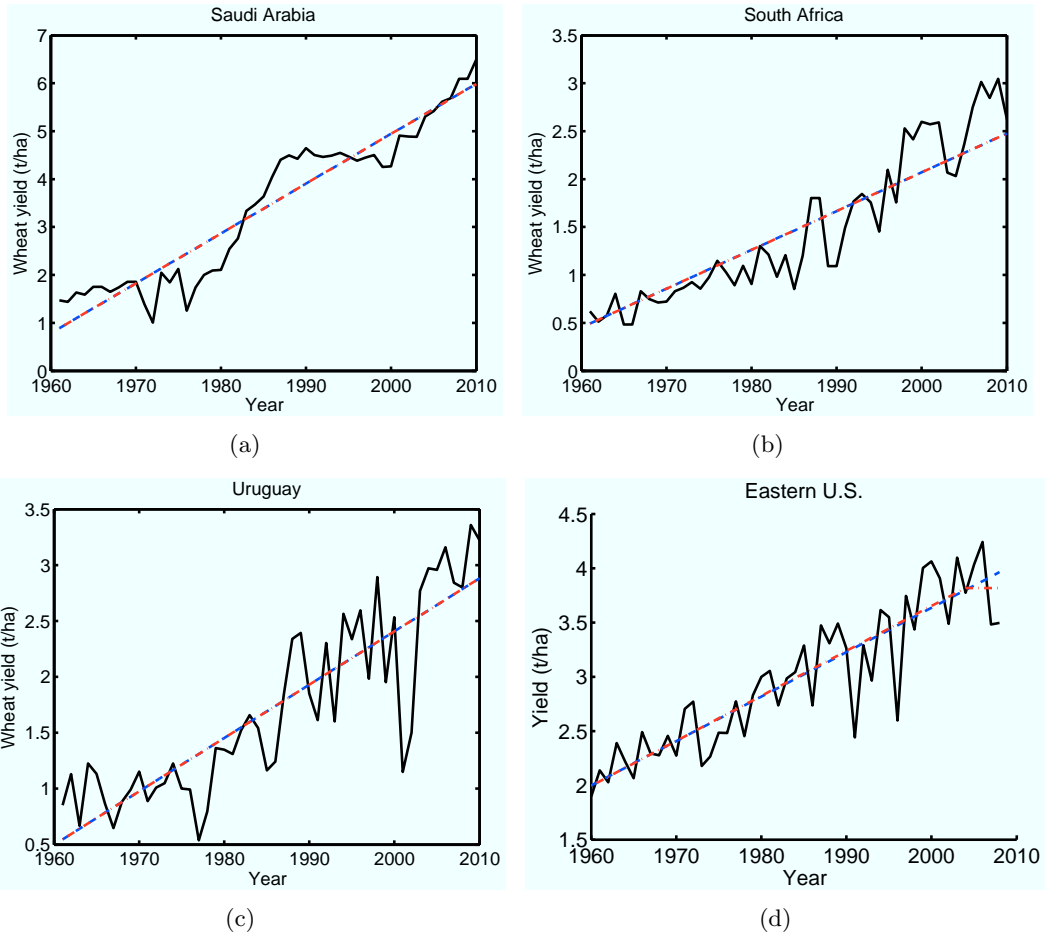 Saudi Arabia
Wheat yield (t/ha)
7
6
5
4
3
2
1
0
1960 1970 1980 1990 2000 2010
Year
(a)
South Africa
Wheat yield (t/ha)
3.5
3
2.5
2
1.5
1
0.5
0
1960 1970 1980 1990 2000 2010
Year
(b)
Uruguay
Wheat yield (t/ha)
3.5
3
2.5
2
1.5
1
0.5
1960 1970 1980 1990 2000 2010
Year
(c)
Eastern U.S.
Yield (t/ha)
4.5
4
3.5
3
2.5
2
1.5
1960 1970 1980 1990 2000 2010
Year
(d)